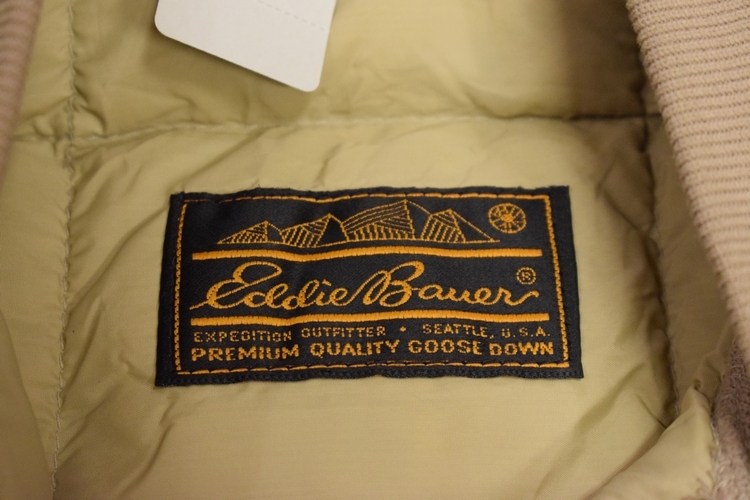 Eddie Bauer®
EXPEDITION OUTFITTER • SEATTLE, U.S.A.
PREMIUM QUALITY GOOSE DOWN